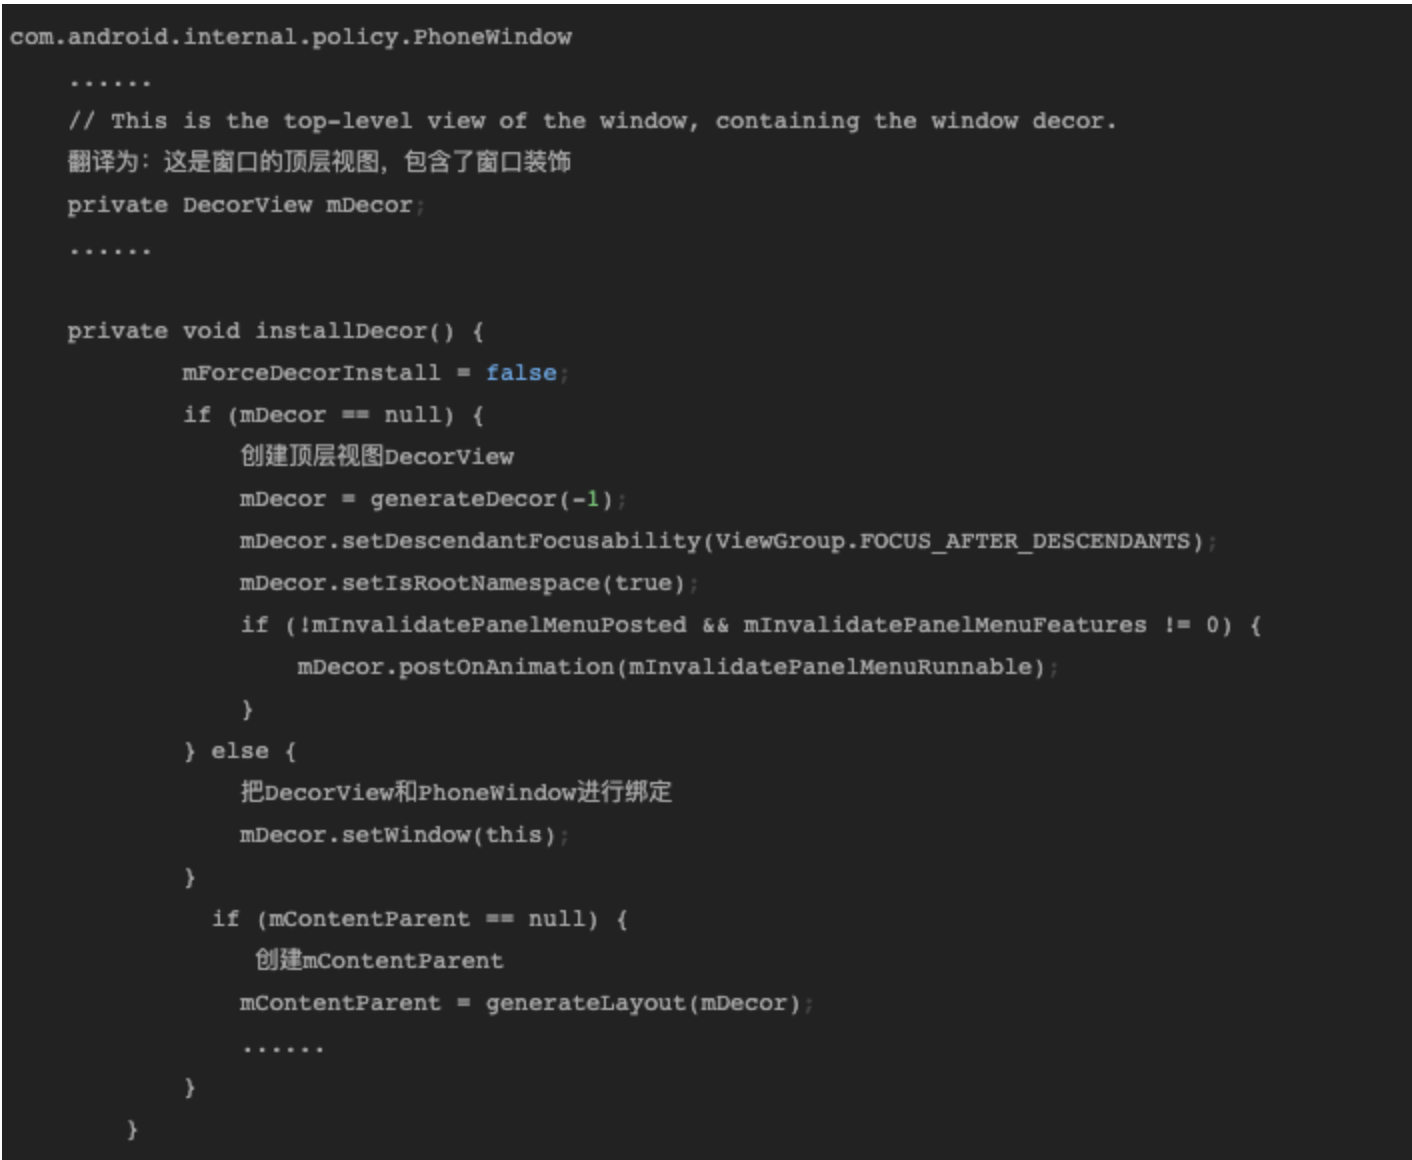 com.android.internal.policy.PhoneWindow
......
// This is the top-level view of the window, containing the window decor.
翻译为：这是窗口的顶层视图，包含了窗口装饰
private DecorView mDecor;
......
private void installDecor() {
mForceDecorInstall = false;
if (mDecor == null) {
创建顶层视图DecorView
mDecor = generateDecor(-1);
mDecor.setDescendantFocusability(ViewGroup.FOCUS_AFTER_DESCENDANTS);
mDecor.setIsRootNamespace(true);
if (!mInvalidatePanelMenuPosted && mInvalidatePanelMenuFeatures != 0) {
mDecor.postOnAnimation(mInvalidatePanelMenuRunnable);
}
} else {
把DecorView和PhoneWindow进行绑定
mDecor.setWindow(this);
}
if (mContentParent == null) {
创建mContentParent
mContentParent = generateLayout(mDecor);
......
}
}